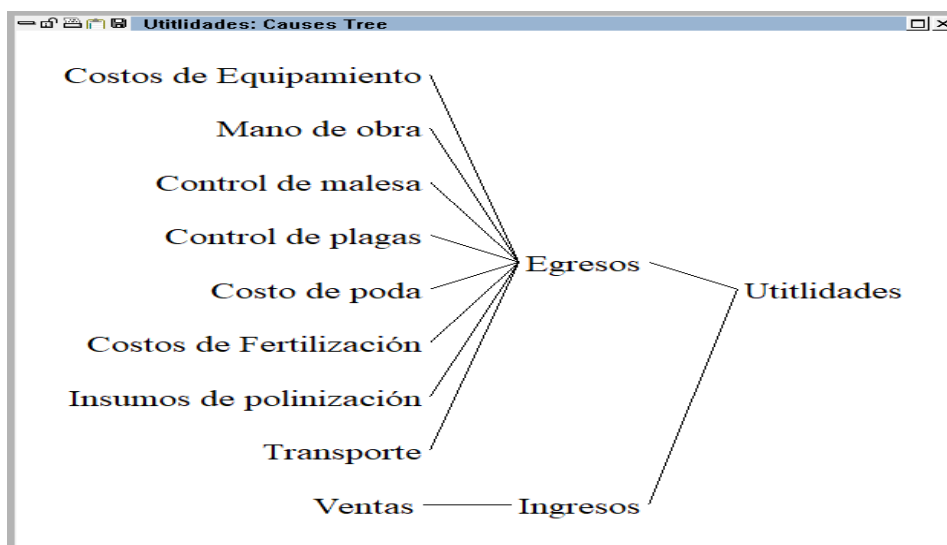 Utitlidades: Causes Tree
Costos de Equipamiento
Mano de obra
Control de malesa
Control de plagas
Egresos
Costo de poda
Utitlidades
Costos de Fertilización
Insumos de polinización
Transporte
Ventas Ingresos